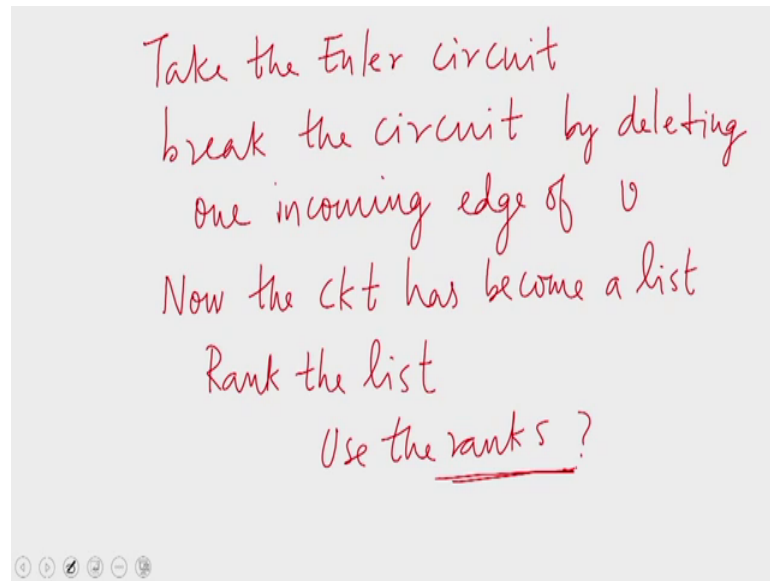 Take the Euler circuit
break the circuit by deleting
one incoming edge of v
Now the ckt has become a list
Rank the list
Use the ranks?